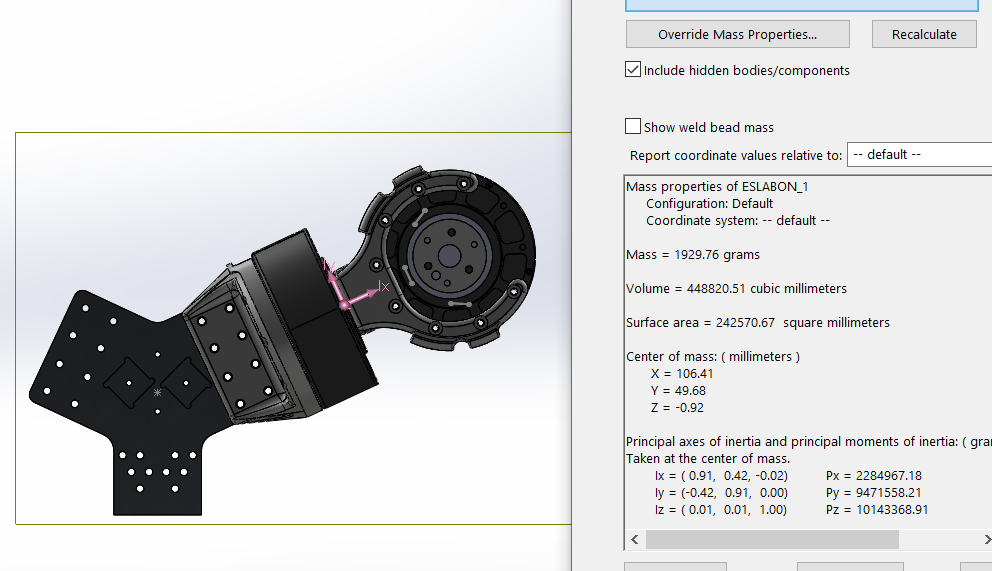 Override Mass Properties...
Recalculate
Include hidden bodies/components
Show weld bead mass
Report coordinate values relative to:
-- default --
Mass properties of ESLABON_1
Configuration: Default
Coordinate system: -- default --
Mass = 1929.76 grams
Volume = 448820.51 cubic millimeters
Surface area = 242570.67 square millimeters
Center of mass: ( millimeters )
X = 106.41
Y = 49.68
Z = -0.92
Principal axes of inertia and principal moments of inertia: ( gra
Taken at the center of mass.
Ix = ( 0.91, 0.42, -0.02) Px = 2284967.18
Iy = (-0.42, 0.91, 0.00) Py = 9471558.21
Iz = ( 0.01, 0.01, 1.00) Pz = 10143368.91
Ix